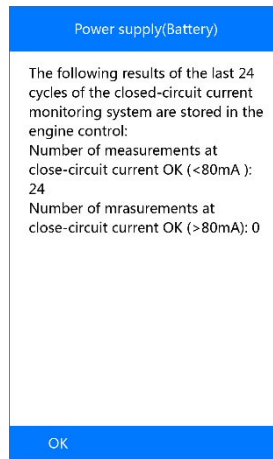 Power supply(Battery)
The following results of the last 24
cycles of the closed-circuit current
monitoring system are stored in the
engine control:
Number of measurements at
close-circuit current OK (<80mA ):
24
Number of mrasurements at
close-circuit current OK (>80mA): 0
OK